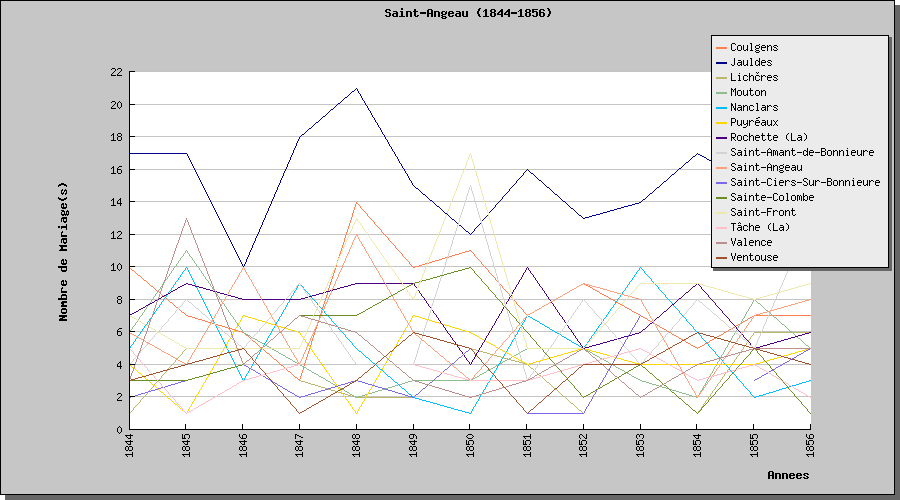 Saint-Angeau (1844-1856)
Coulgens
Jauldes
Lichčres
Mouton
Nanclars
Puyréaux
Rochette (La)
Saint-Amant-de-Bonnieure
Saint-Angeau
Saint-Ciers-Sur-Bonnieure
Sainte-Colombe
Saint-Front
Tâche (La)
Valence
Ventouse
Nombre de Mariage(s)
22
20
18
16
14
12
10
8
6
4
2
0
1844 1845 1846 1847 1848 1849 1850 1851 1852 1853 1854 1855 1856
Annees